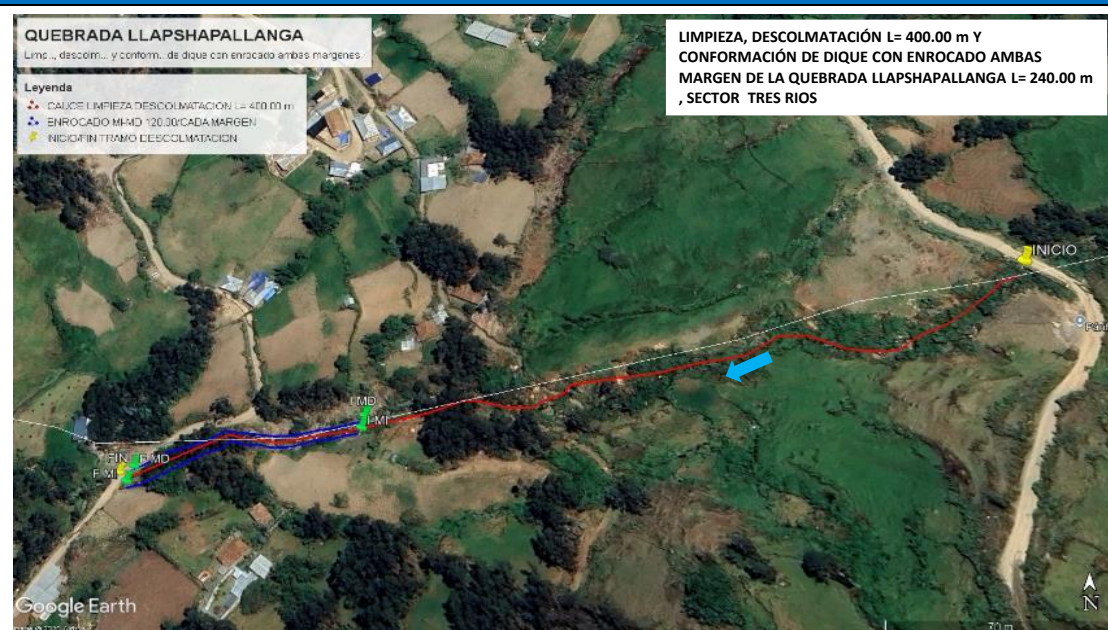 QUEBRADA LLAPSHAPALLANGA
Limp..., descolm... y conform... de dique con enrocado ambas margenes
Leyenda
CAUCE LIMPIEZA DESCOLMATACION L= 400.00 m
ENROCADO MI-MD 120.00/CADA MARGEN
INICIO/FIN TRAMO DESCOLMATACION
LIMPIEZA, DESCOLMATACIÓN L= 400.00 m Y
CONFORMACIÓN DE DIQUE CON ENROCADO AMBAS
MARGEN DE LA QUEBRADA LLAPSHAPALLANGA L= 240.00 m
, SECTOR TRES RIOS
INICIO
I MD
I MI
FIN
F MD
F MI
Google Earth
N
70 m